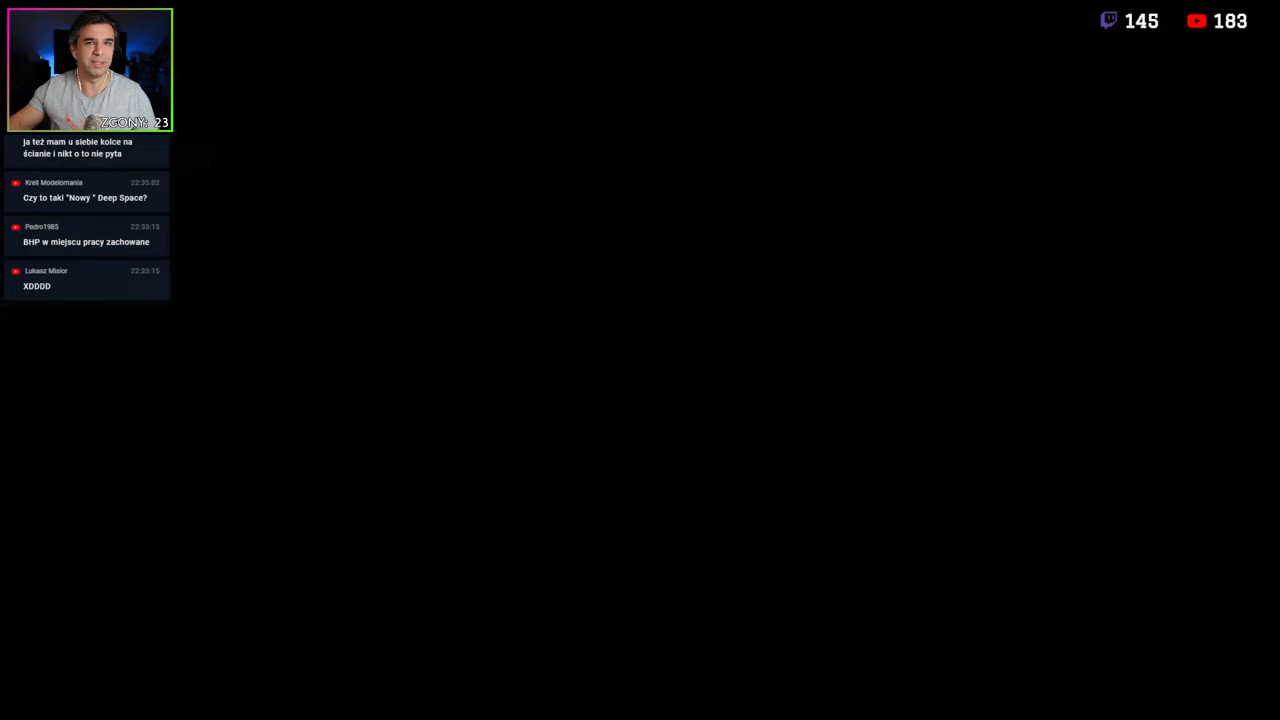 145
183
ZGONY: 23
ja też mam u siebie kolce na
ścianie i nikt o to nie pyta
Kreli Modelomania 22:35:02
Czy to taki "Nowy " Deep Space?
Pedro1985 22:35:15
BHP w miejscu pracy zachowane
Lukasz Misior 22:35:15
XDDDD